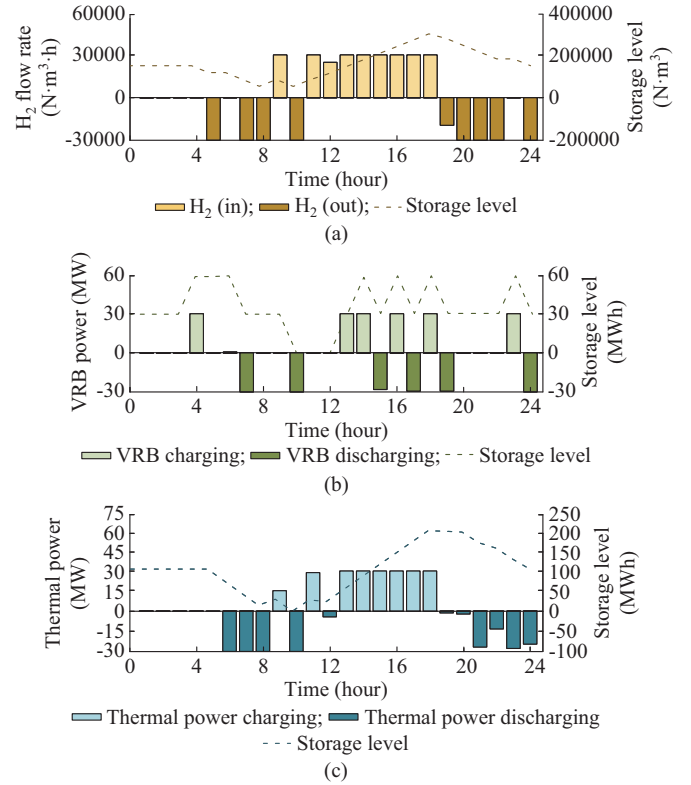 60000
30000
0
-30000
H₂ flow rate
(N·m³·h)
400000
200000
0
-200000
Storage level
(N·m³)
0 4 8 12 16 20 24
Time (hour)
H₂ (in); H₂ (out); Storage level
(a)
60
30
0
-30
VRB power (MW)
60
30
0
-30
Storage level
(MWh)
0 4 8 12 16 20 24
Time (hour)
VRB charging; VRB discharging; Storage level
(b)
75
60
45
30
15
0
-15
-30
Thermal power
(MW)
250
200
150
100
50
0
-50
-100
Storage level
(MWh)
0 4 8 12 16 20 24
Time (hour)
Thermal power charging; Thermal power discharging
Storage level
(c)